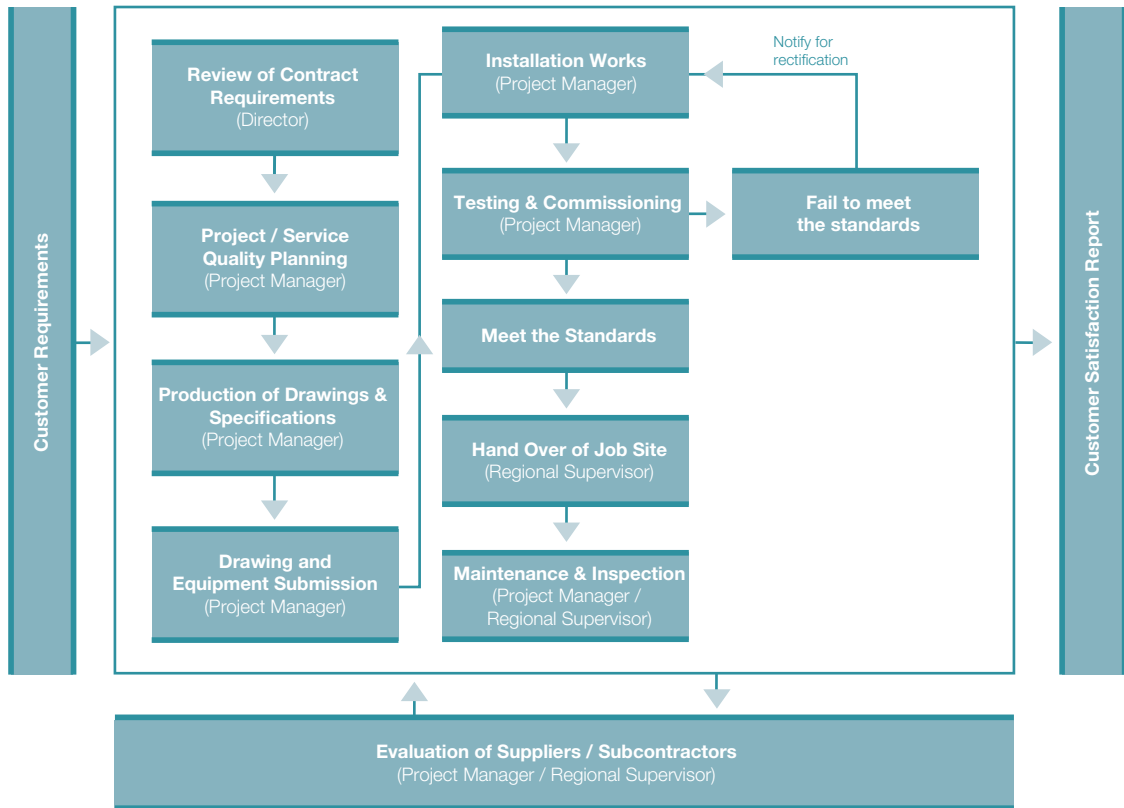 Customer Requirements
Review of Contract
Requirements
(Director)
Project / Service
Quality Planning
(Project Manager)
Production of Drawings &
Specifications
(Project Manager)
Drawing and
Equipment Submission
(Project Manager)
Installation Works
(Project Manager)
Notify for
rectification
Testing & Commissioning
(Project Manager)
Fail to meet
the standards
Meet the Standards
Hand Over of Job Site
(Regional Supervisor)
Maintenance & Inspection
(Project Manager /
Regional Supervisor)
Customer Satisfaction Report
Evaluation of Suppliers / Subcontractors
(Project Manager / Regional Supervisor)